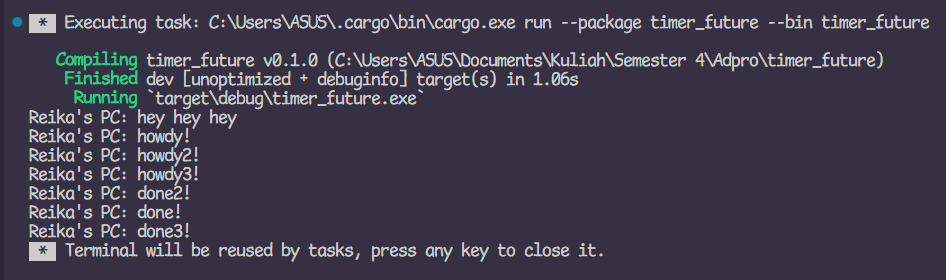 * Executing task: C:\Users\ASUS\.cargo\bin\cargo.exe run --package timer_future --bin timer_future
Compiling timer_future v0.1.0 (C:\Users\ASUS\Documents\Kuliah\Semester 4\Adpro\timer_future)
Finished dev [unoptimized + debuginfo] target(s) in 1.06s
Running `target\debug\timer_future.exe`
Reika's PC: hey hey hey
Reika's PC: howdy!
Reika's PC: howdy2!
Reika's PC: howdy3!
Reika's PC: done2!
Reika's PC: done!
Reika's PC: done3!
* Terminal will be reused by tasks, press any key to close it.